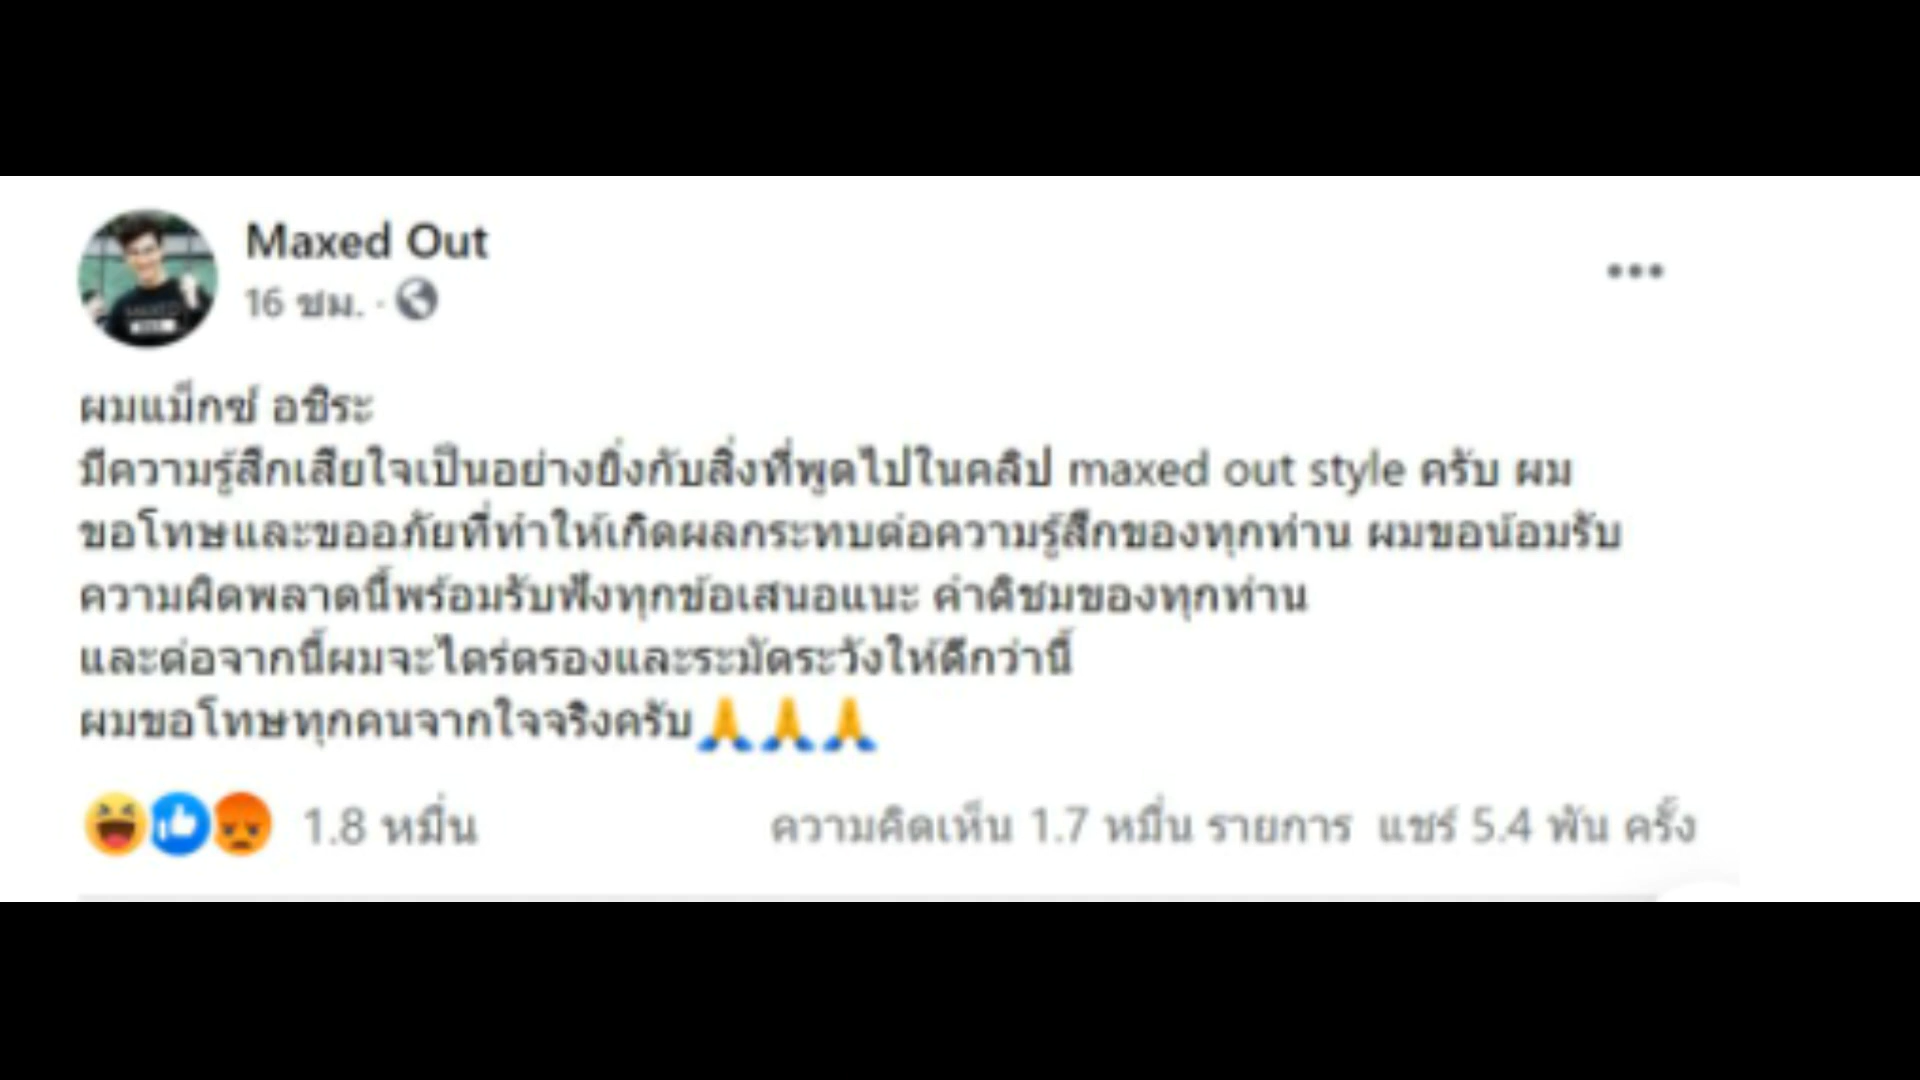 Maxed Out
16 ชม. ·
ผมแม็กซ์ อชิระ
มีความรู้สึกเสียใจเป็นอย่างยิ่งกับสิ่งที่พูดไปในคลิป maxed out style ครับ ผม
ขอโทษและขออภัยที่ทำให้เกิดผลกระทบต่อความรู้สึกของทุกท่าน ผมขอน้อมรับ
ความผิดพลาดนี้พร้อมรับฟังทุกข้อเสนอแนะ คำติชมของทุกท่าน
และต่อจากนี้ผมจะไตร่ตรองและระมัดระวังให้ดีกว่านี้
ผมขอโทษทุกคนจากใจจริงครับ🙏🙏🙏
1.8 หมื่น ความคิดเห็น 1.7 หมื่น รายการ แชร์ 5.4 พัน ครั้ง